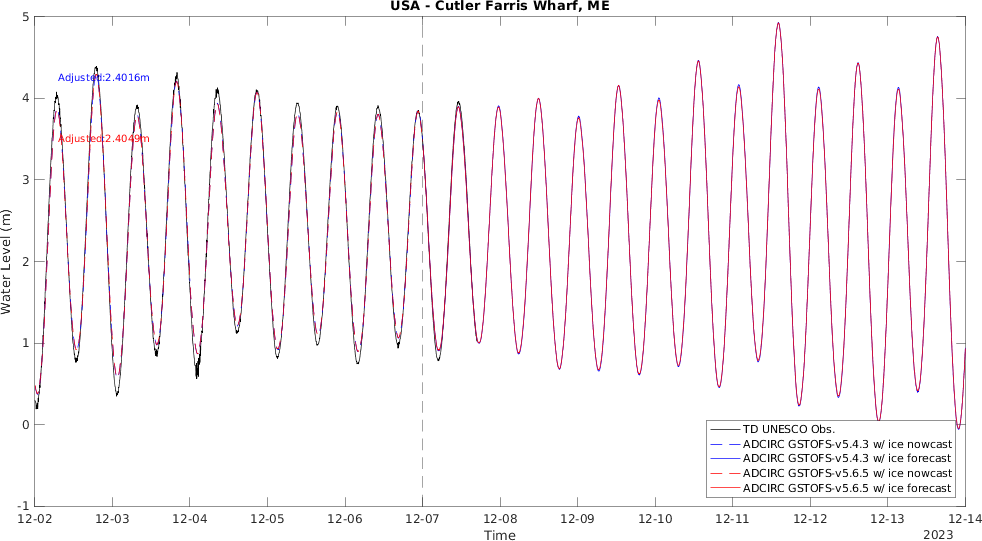 USA - Cutler Farris Wharf, ME
5
4
3
2
1
0
-1
Water Level (m)
Adjusted:2.4016m
Adjusted:2.4049m
TD UNESCO Obs.
ADCIRC GSTOFS-v5.4.3 w/ ice nowcast
ADCIRC GSTOFS-v5.4.3 w/ ice forecast
ADCIRC GSTOFS-v5.6.5 w/ ice nowcast
ADCIRC GSTOFS-v5.6.5 w/ ice forecast
12-02 12-03 12-04 12-05 12-06 12-07 12-08 12-09 12-10 12-11 12-12 12-13 12-14
Time
2023